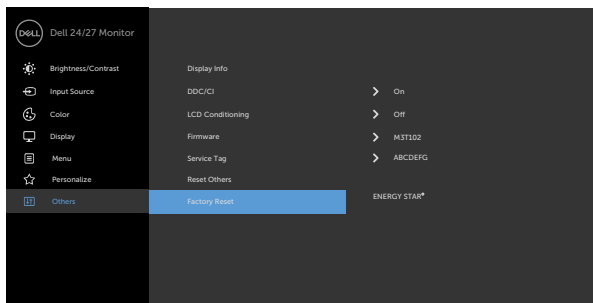 DELL
Dell 24/27 Monitor
Brightness/Contrast
Display Info
Input Source
DDC/CI
On
Color
LCD Conditioning
Off
Display
Firmware
M3T102
Menu
Service Tag
ABCDEFG
Personalize
Reset Others
Others
Factory Reset
ENERGY STAR®